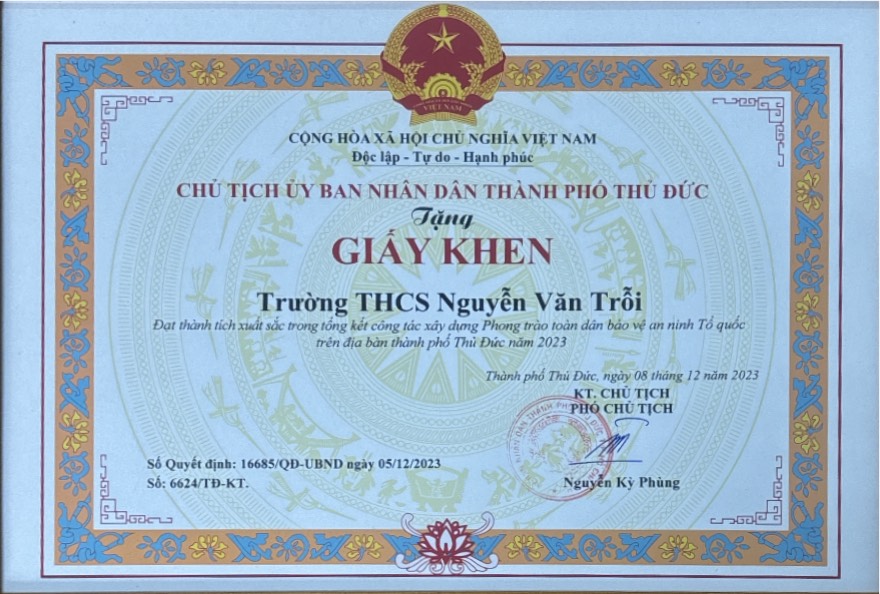 VIỆT NAM
CỘNG HÒA XÃ HỘI CHỦ NGHĨA VIỆT NAM
Độc lập - Tự do - Hạnh phúc
CHỦ TỊCH ỦY BAN NHÂN DÂN THÀNH PHỐ THỦ ĐỨC
Tặng
GIẤY KHEN
Trường THCS Nguyễn Văn Trỗi
Đạt thành tích xuất sắc trong tổng kết công tác xây dựng Phong trào toàn dân bảo vệ an ninh Tổ quốc
trên địa bàn thành phố Thủ Đức năm 2023
Thành phố Thủ Đức, ngày 08 tháng 12 năm 2023
KT. CHỦ TỊCH
PHÓ CHỦ TỊCH
Số Quyết định: 16685/QĐ-UBND ngày 05/12/2023
Số: 6624/TĐ-KT.
Nguyễn Kỳ Phùng